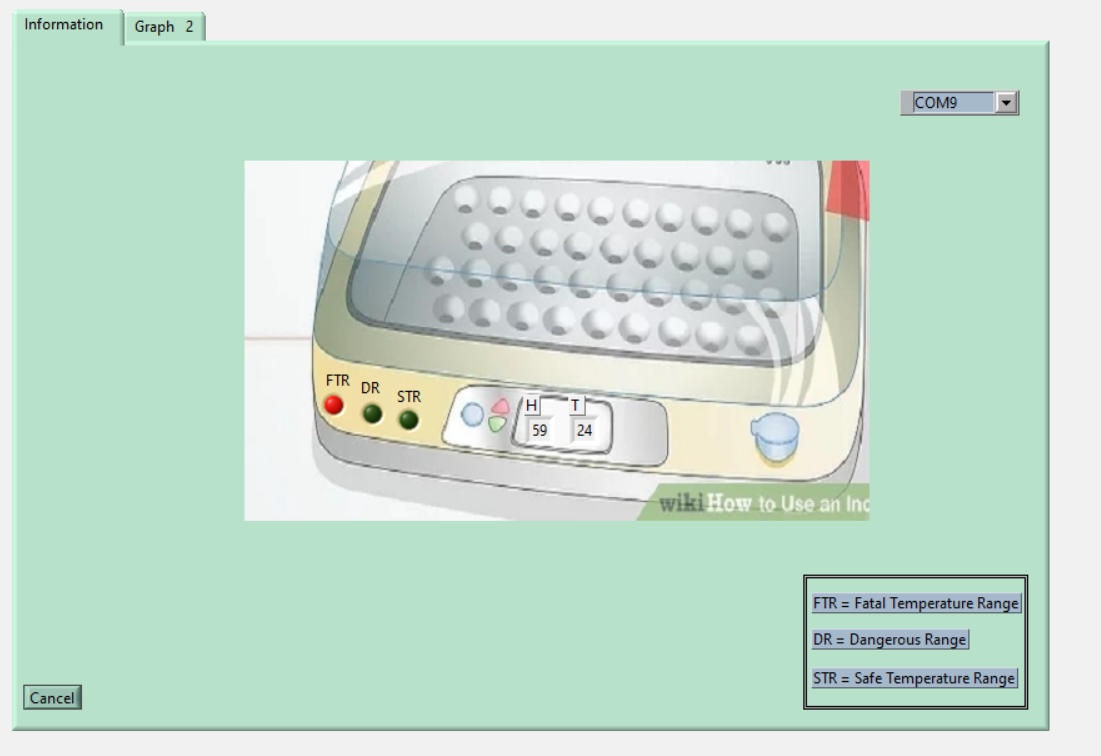 Information
Graph 2
COM9
FTR
DR
STR
H
T
59
24
wikiHow to Use an Inc
FTR = Fatal Temperature Range
DR = Dangerous Range
STR = Safe Temperature Range
Cancel